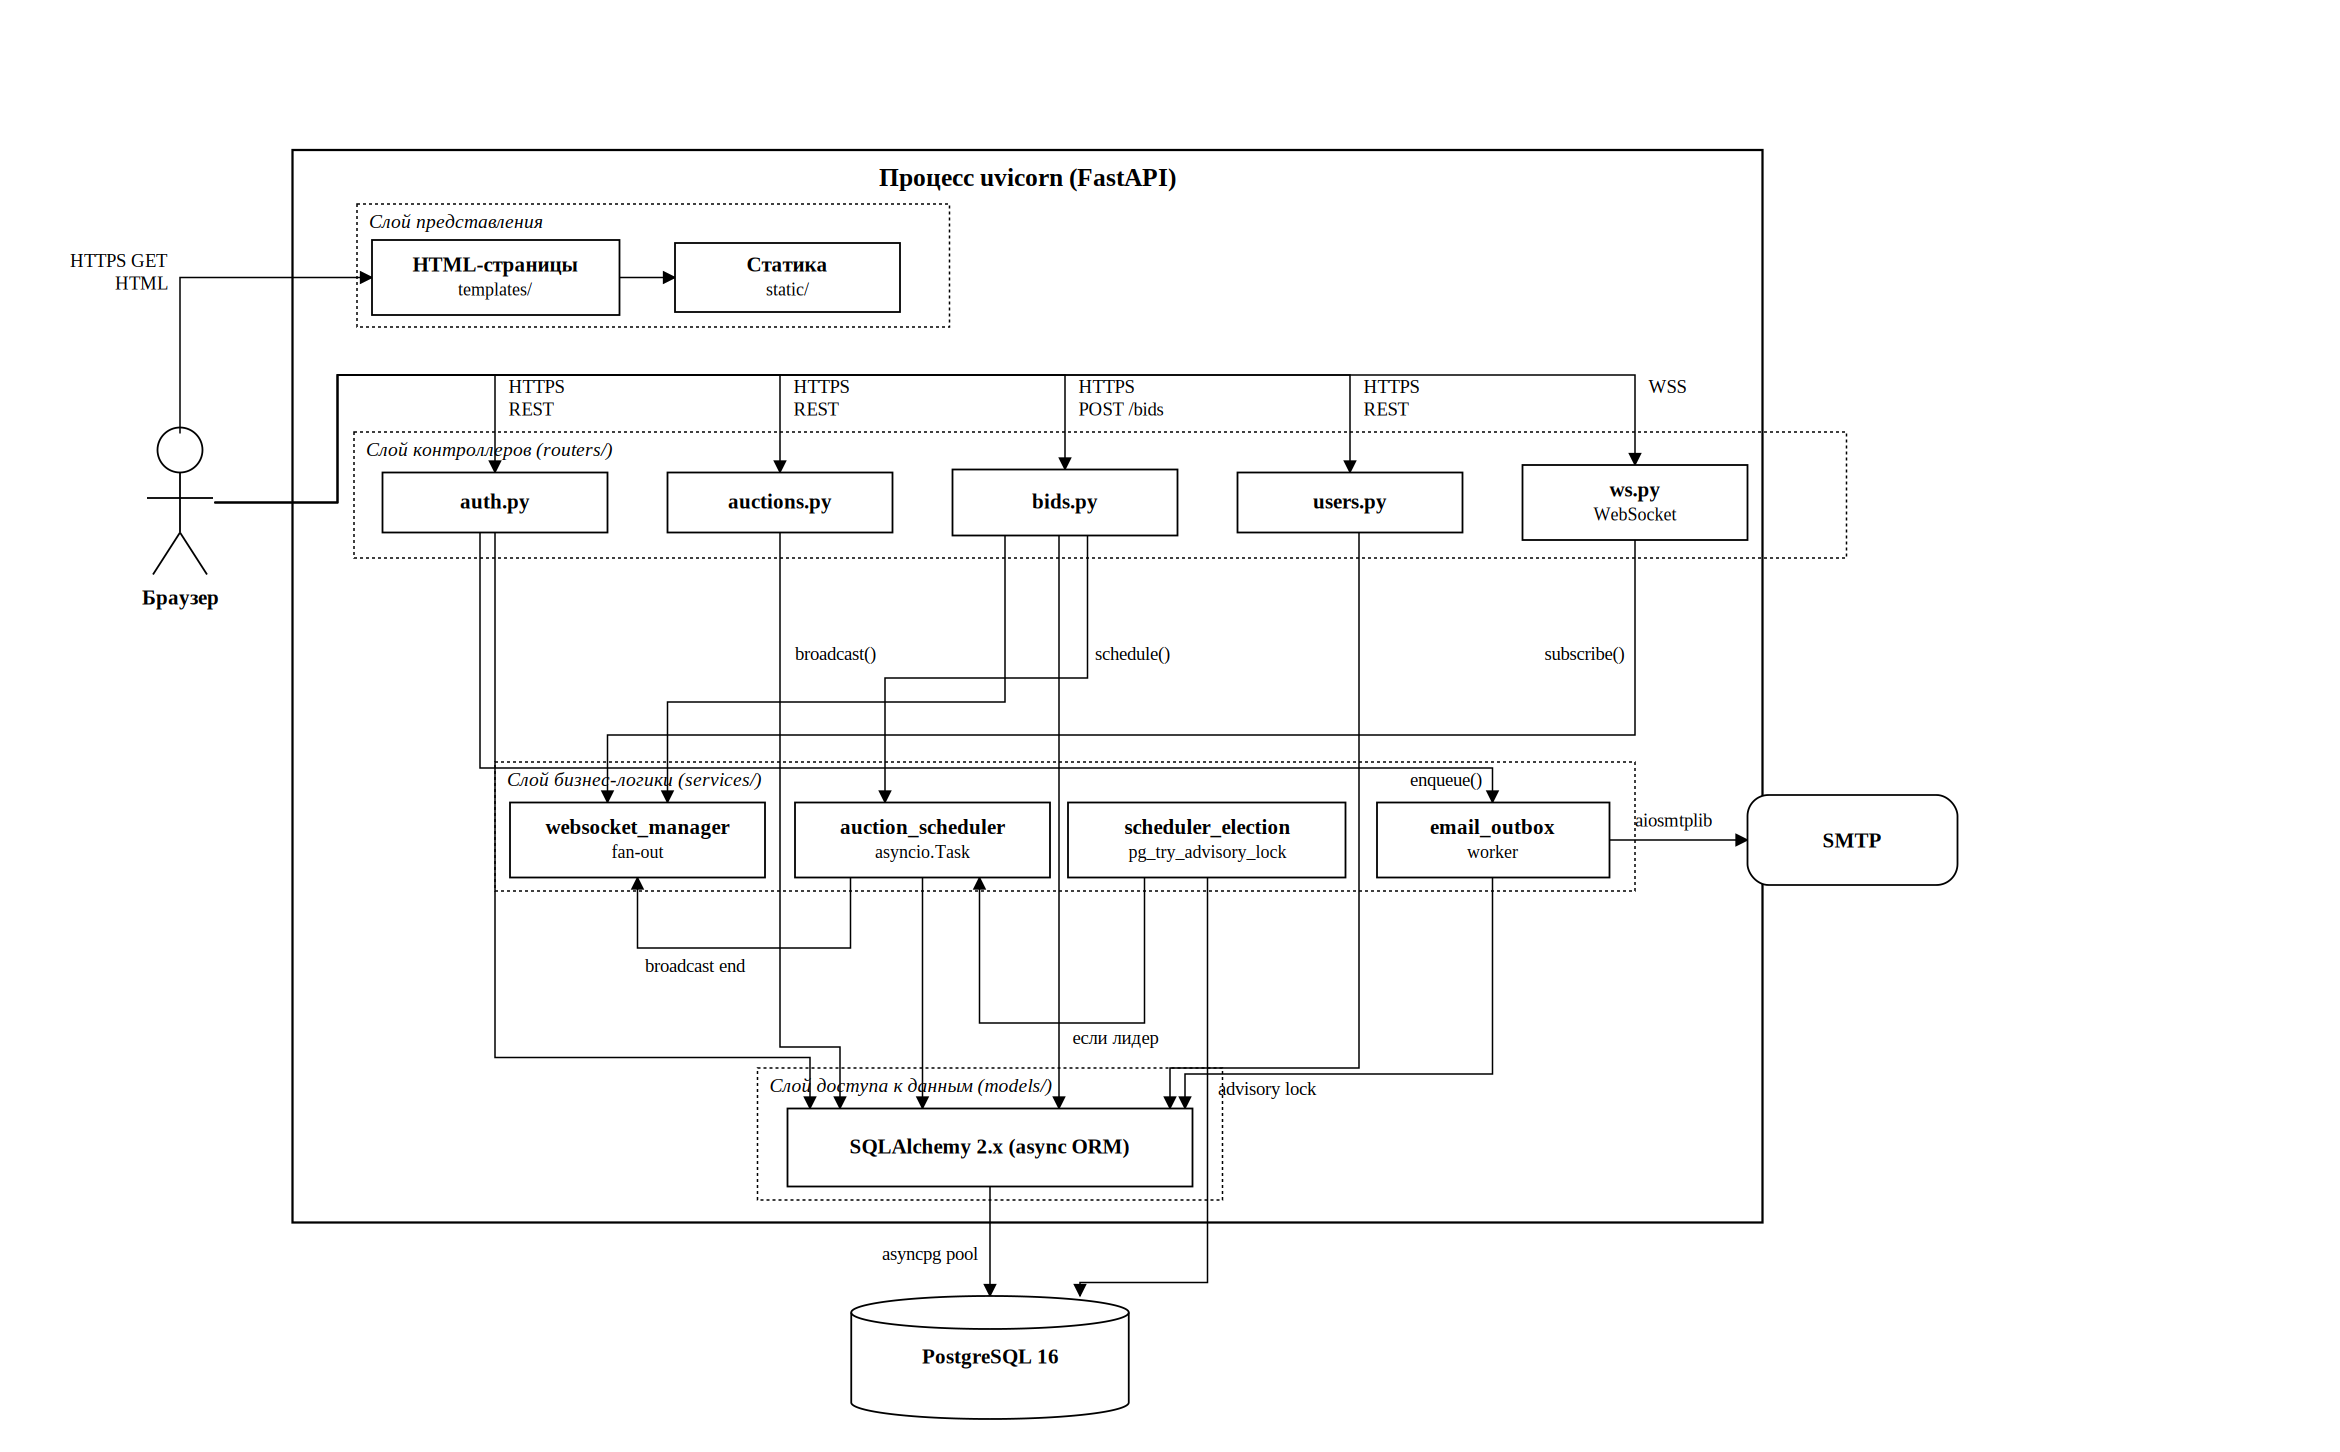 Процесс uvicorn (FastAPI)
Слой представления
HTTPS GET
HTML
HTML-страницы
templates/
Статика
static/
HTTPS
REST
HTTPS
REST
HTTPS
POST /bids
HTTPS
REST
WSS
Слой контроллеров (routers/)
auth.py
auctions.py
bids.py
users.py
ws.py
WebSocket
Браузер
broadcast()
schedule()
subscribe()
Слой бизнес-логики (services/)
enqueue()
websocket_manager
fan-out
auction_scheduler
asyncio.Task
scheduler_election
pg_try_advisory_lock
email_outbox
worker
aiosmtplib
SMTP
broadcast end
если лидер
Слой доступа к данным (models/)
advisory lock
SQLAlchemy 2.x (async ORM)
asyncpg pool
PostgreSQL 16